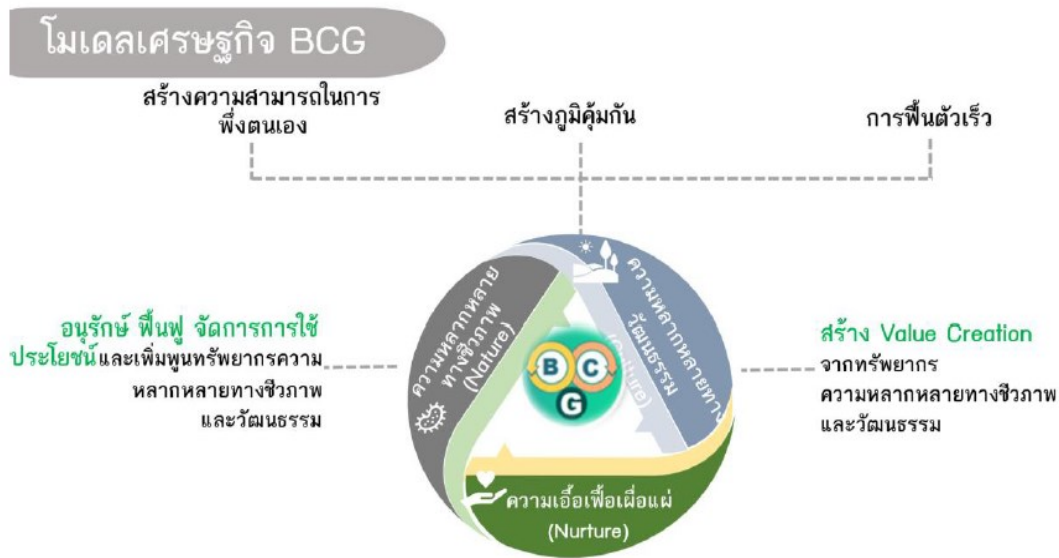 โมเดลเศรษฐกิจ BCG
สร้างความสามารถในการ
พึ่งตนเอง
สร้างภูมิคุ้มกัน
การฟื้นตัวเร็ว
อนุรักษ์ ฟื้นฟู จัดการการใช้
ประโยชน์และเพิ่มพูนทรัพยากรความ
หลากหลายทางชีวภาพ
และวัฒนธรรม
ความหลากหลาย
ทางชีวภาพ
(Nature)
ความหลากหลายทาง
วัฒนธรรม
(Culture)
B C
G
ความเอื้อเฟื้อเผื่อแผ่
(Nurture)
สร้าง Value Creation
จากทรัพยากร
ความหลากหลายทางชีวภาพ
และวัฒนธรรม